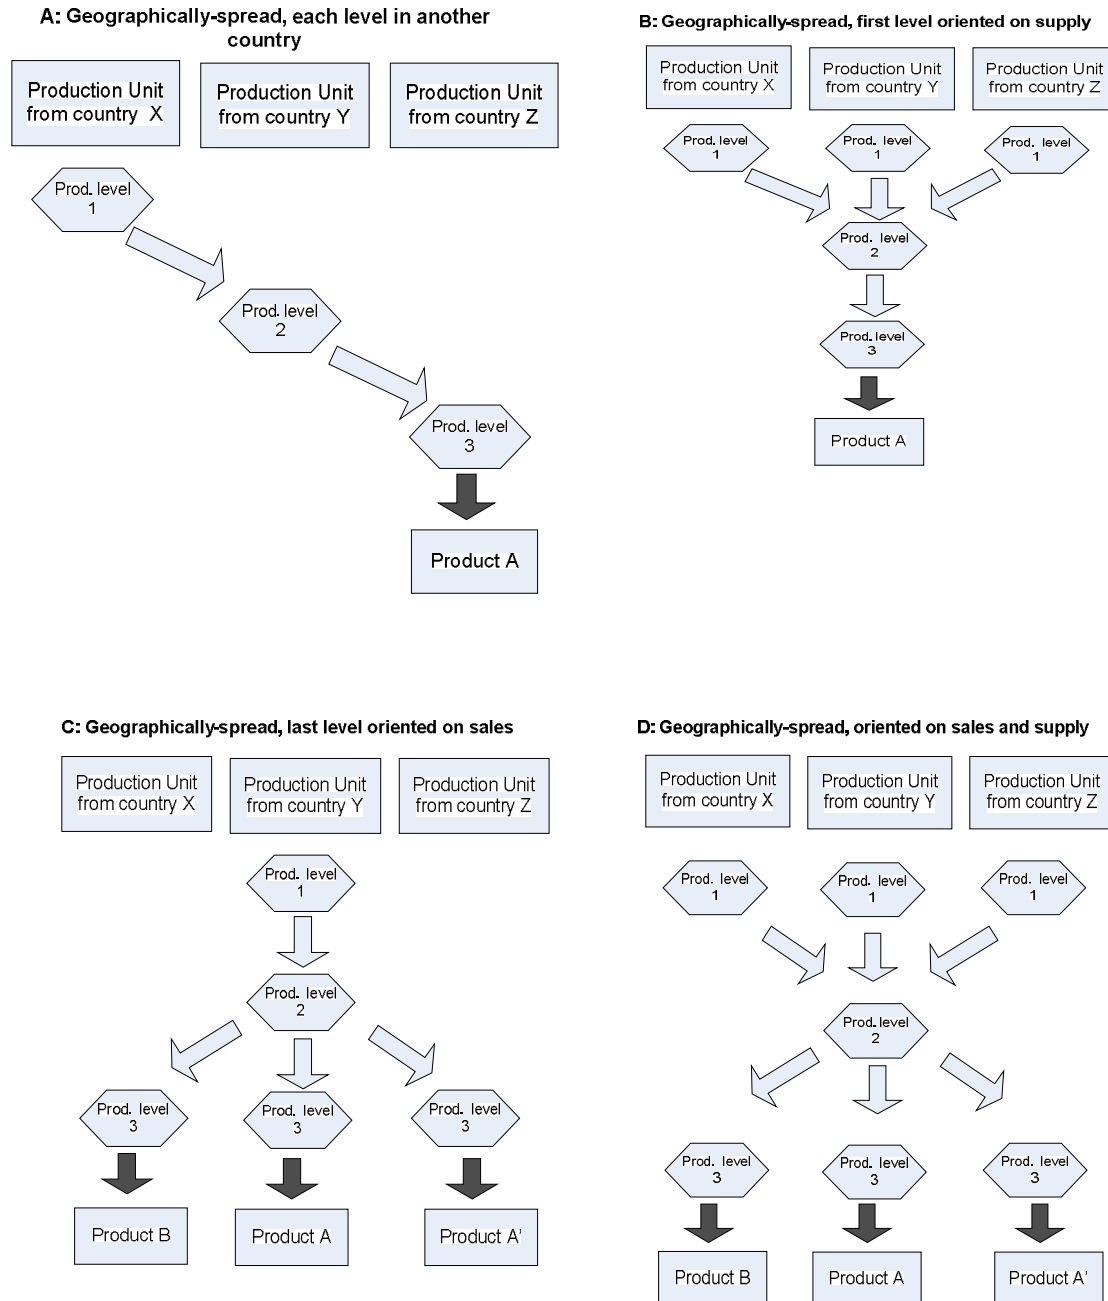 A: Geographically-spread, each level in another
country
Production Unit
from country X
Production Unit
from country Y
Production Unit
from country Z
Prod. level
1
Prod. level
2
Prod. level
3
Product A
B: Geographically-spread, first level oriented on supply
Production Unit
from country X
Production Unit
from country Y
Production Unit
from country Z
Prod. level
1
Prod. level
1
Prod. level
1
Prod. level
2
Prod. level
3
Product A
C: Geographically-spread, last level oriented on sales
Production Unit
from country X
Production Unit
from country Y
Production Unit
from country Z
Prod. level
1
Prod. level
2
Prod. level
3
Prod. level
3
Prod. level
3
Product B
Product A
Product A'
D: Geographically-spread, oriented on sales and supply
Production Unit
from country X
Production Unit
from country Y
Production Unit
from country Z
Prod. level
1
Prod. level
1
Prod. level
1
Prod. level
2
Prod. level
3
Prod. level
3
Prod. level
3
Product B
Product A
Product A'